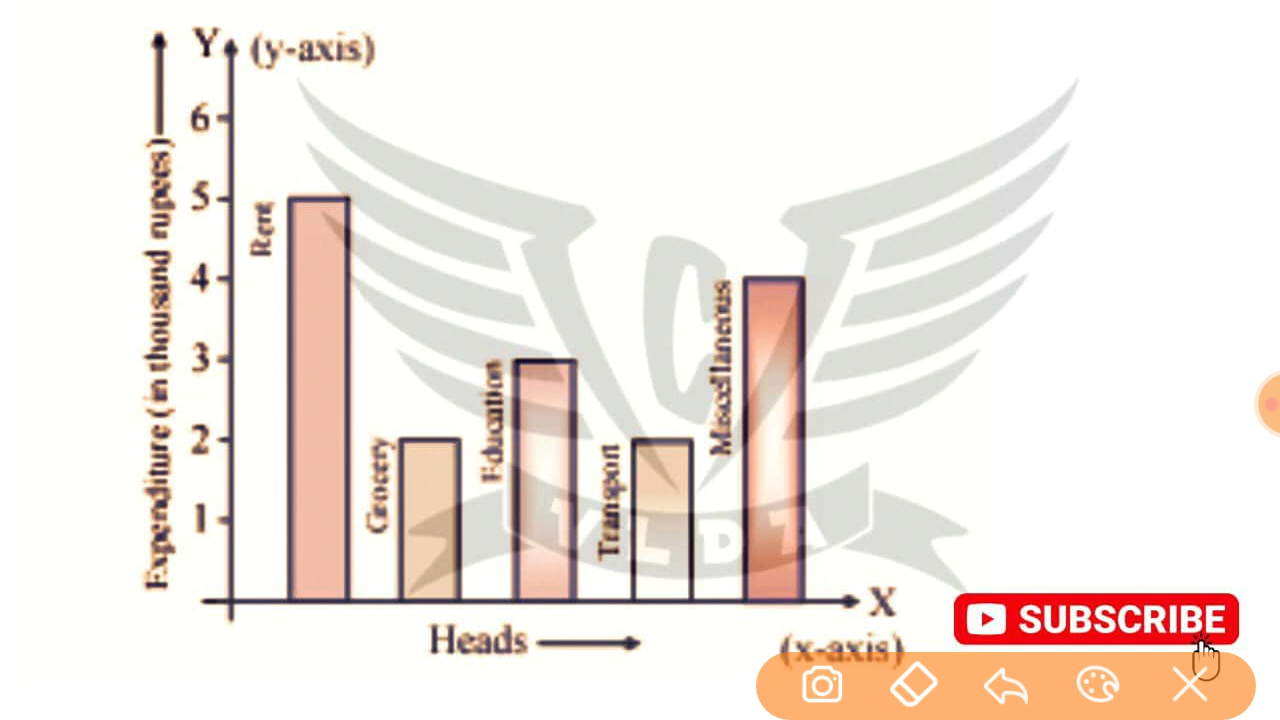 Y (y-axis)
Expenditure (in thousand rupees)
6
5
4
3
2
1
Rent
Grocery
Education
Transport
Miscellaneous
X
(x-axis)
Heads
VLDZ
SUBSCRIBE